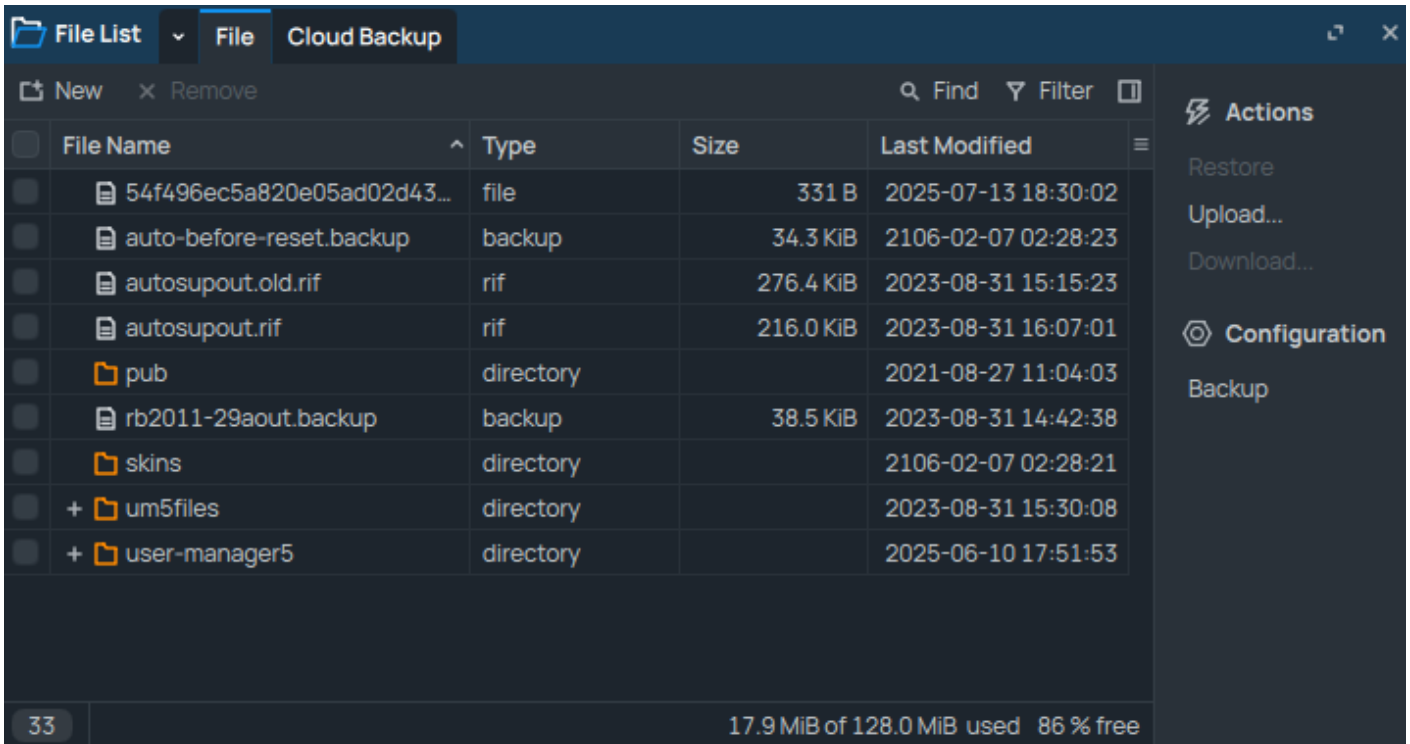 File List File Cloud Backup
New Remove Find Filter
File Name Type Size Last Modified
54f496ec5a820e05ad02d43... file 331 B 2025-07-13 18:30:02
auto-before-reset.backup backup 34.3 KiB 2106-02-07 02:28:23
autosupout.old.rif rif 276.4 KiB 2023-08-31 15:15:23
autosupout.rif rif 216.0 KiB 2023-08-31 16:07:01
pub directory 2021-08-27 11:04:03
rb2011-29aout.backup backup 38.5 KiB 2023-08-31 14:42:38
skins directory 2106-02-07 02:28:21
+ um5files directory 2023-08-31 15:30:08
+ user-manager5 directory 2025-06-10 17:51:53
33 17.9 MiB of 128.0 MiB used 86 % free
Actions
Restore
Upload...
Download...
Configuration
Backup